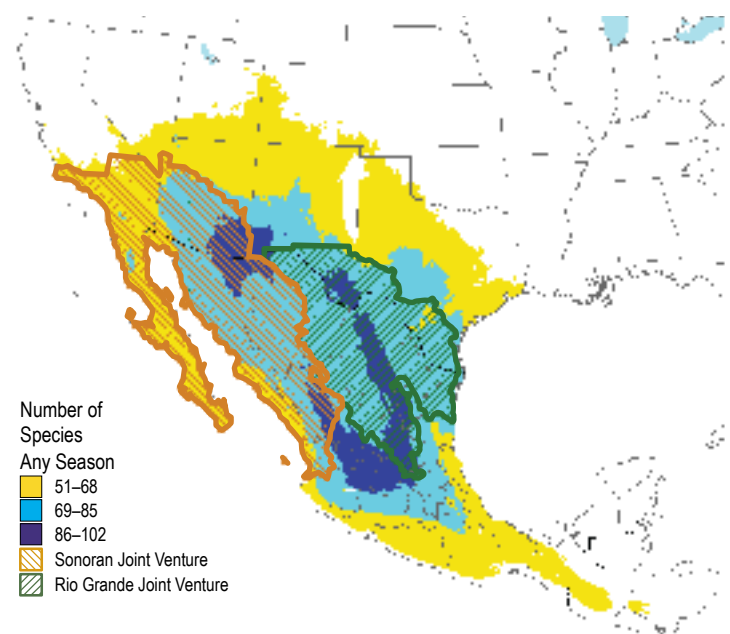 Number of
Species
Any Season
51–68
69–85
86–102
Sonoran Joint Venture
Rio Grande Joint Venture